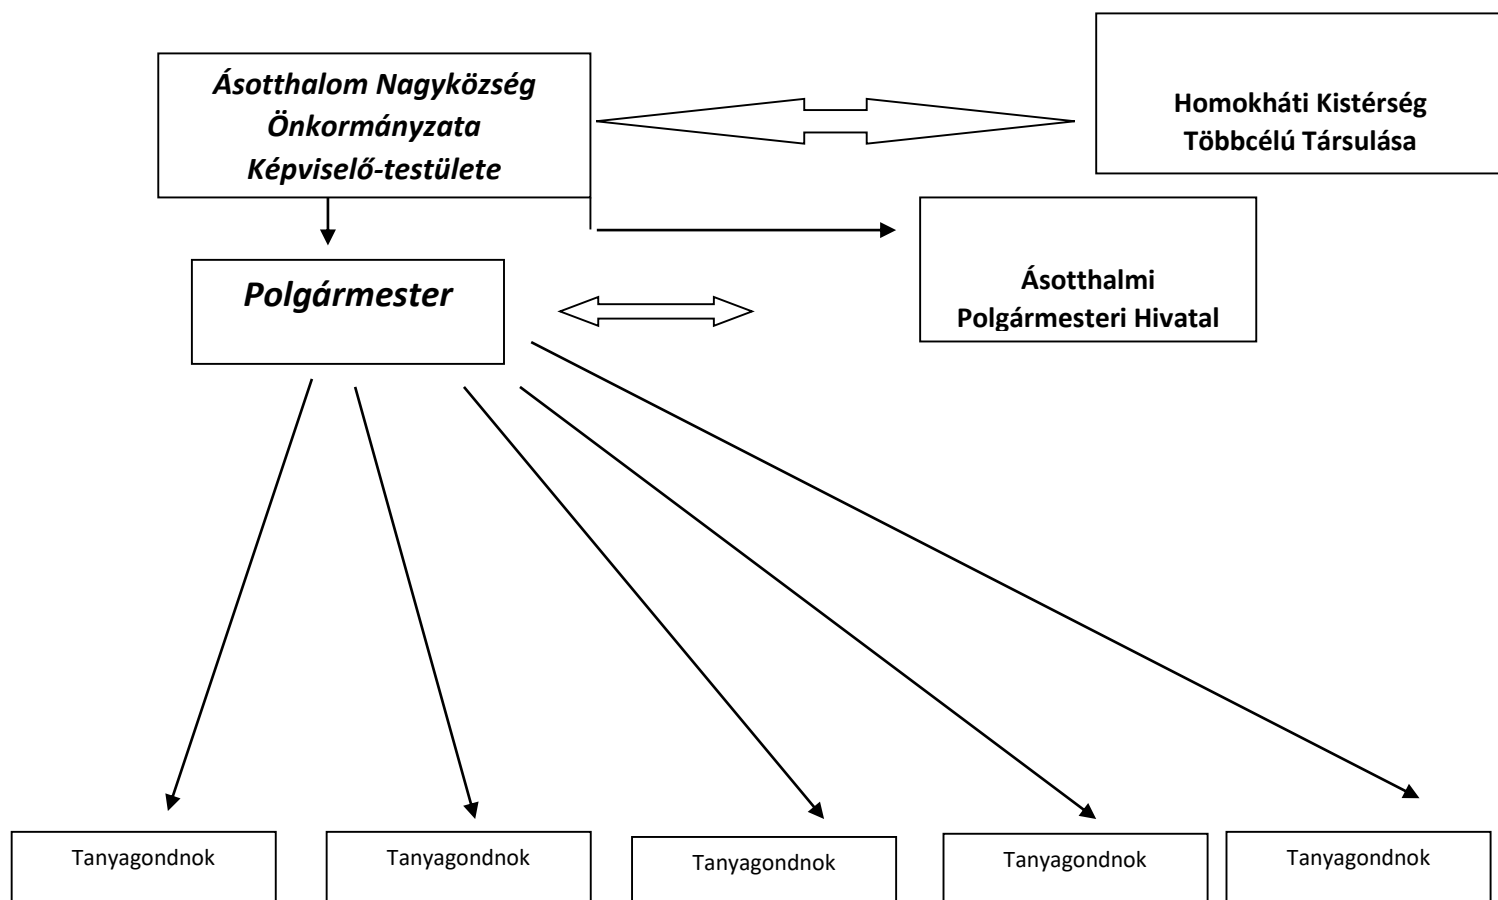 Ásotthalom Nagyközség
Önkormányzata
Képviselő-testülete
Homokháti Kistérség
Többcélú Társulása
Polgármester
Ásotthalmi
Polgármesteri Hivatal
Tanyagondnok
Tanyagondnok
Tanyagondnok
Tanyagondnok
Tanyagondnok